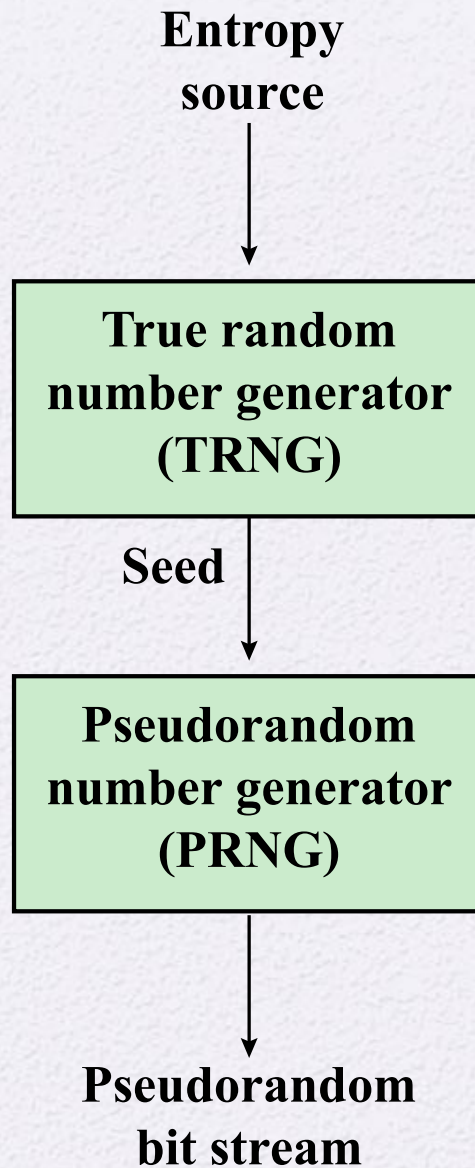 Entropy
source
True random
number generator
(TRNG)
Seed
Pseudorandom
number generator
(PRNG)
Pseudorandom
bit stream